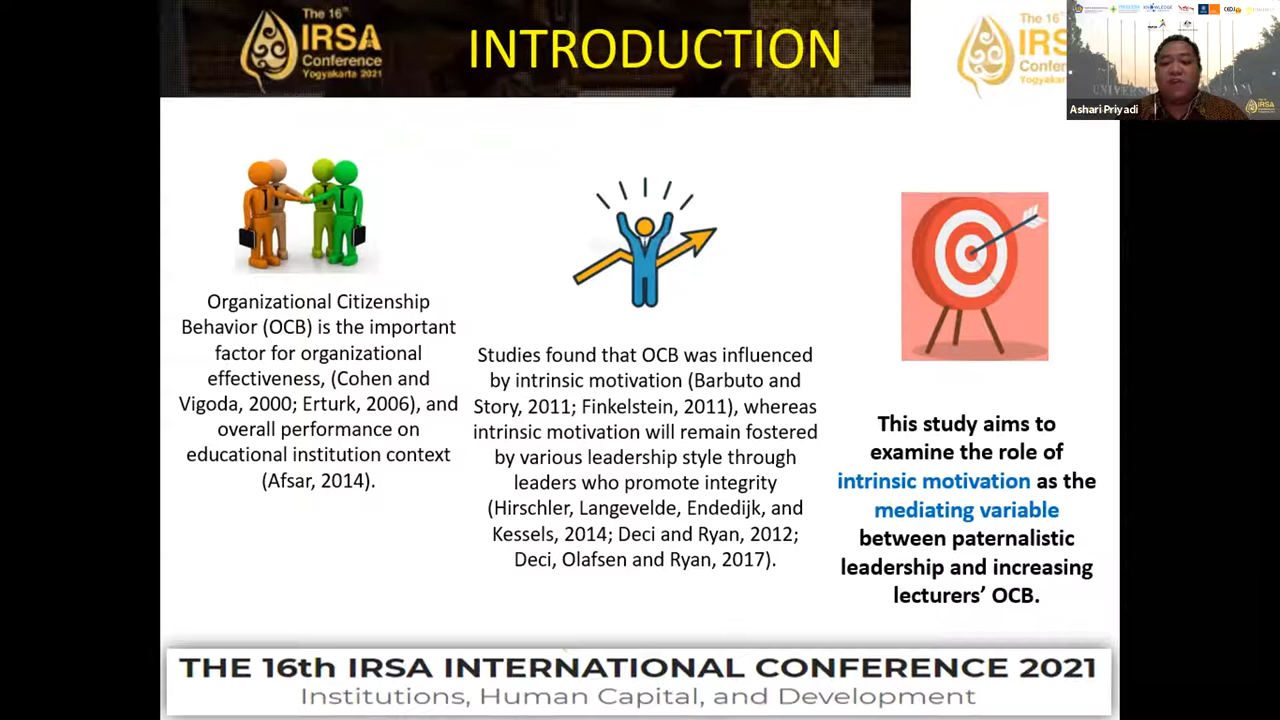 The 16th
IRSA
Conference
Yogyakarta 2021
INTRODUCTION
The 16th
IRS
Confere
Yogyaka
Ashari Priyadi
Organizational Citizenship
Behavior (OCB) is the important
factor for organizational
effectiveness, (Cohen and
Vigoda, 2000; Erturk, 2006), and
overall performance on
educational institution context
(Afsar, 2014).
Studies found that OCB was influenced
by intrinsic motivation (Barbuto and
Story, 2011; Finkelstein, 2011), whereas
intrinsic motivation will remain fostered
by various leadership style through
leaders who promote integrity
(Hirschler, Langevelde, Endedijk, and
Kessels, 2014; Deci and Ryan, 2012;
Deci, Olafsen and Ryan, 2017).
This study aims to
examine the role of
intrinsic motivation as the
mediating variable
between paternalistic
leadership and increasing
lecturers’ OCB.
THE 16th IRSA INTERNATIONAL CONFERENCE 2021
Institutions, Human Capital, and Development